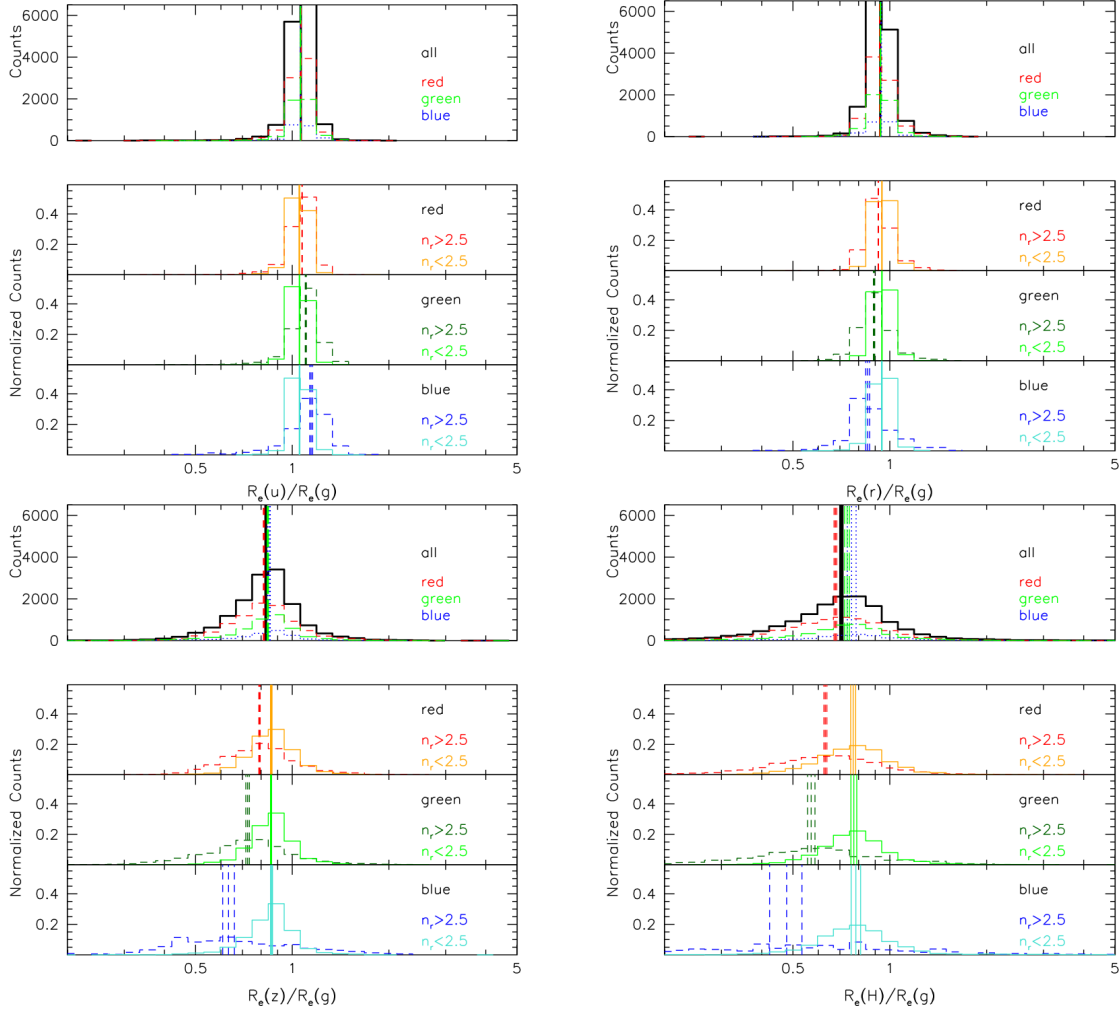 6000
4000
2000
0
Counts
all
red
green
blue
0.4
0.2
red
n_r>2.5
n_r<2.5
0.4
0.2
green
n_r>2.5
n_r<2.5
0.4
0.2
blue
n_r>2.5
n_r<2.5
Normalized Counts
0.5 1 5
R_e(u)/R_e(g)
6000
4000
2000
0
Counts
all
red
green
blue
0.4
0.2
red
n_r>2.5
n_r<2.5
0.4
0.2
green
n_r>2.5
n_r<2.5
0.4
0.2
blue
n_r>2.5
n_r<2.5
Normalized Counts
0.5 1 5
R_e(r)/R_e(g)
6000
4000
2000
0
Counts
all
red
green
blue
0.4
0.2
red
n_r>2.5
n_r<2.5
0.4
0.2
green
n_r>2.5
n_r<2.5
0.4
0.2
blue
n_r>2.5
n_r<2.5
Normalized Counts
0.5 1 5
R_e(z)/R_e(g)
6000
4000
2000
0
Counts
all
red
green
blue
0.4
0.2
red
n_r>2.5
n_r<2.5
0.4
0.2
green
n_r>2.5
n_r<2.5
0.4
0.2
blue
n_r>2.5
n_r<2.5
Normalized Counts
0.5 1 5
R_e(H)/R_e(g)